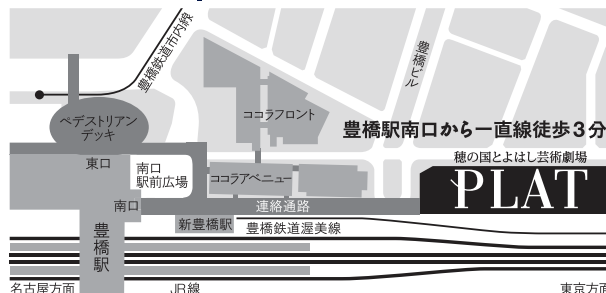 豊橋鉄道市内線
豊橋ビル
ココラフロント
ペデストリアン
デッキ
豊橋駅南口から一直線徒歩3分
穂の国とよはし芸術劇場
PLAT
東口
南口
駅前広場
ココラアベニュー
南口
連絡通路
新豊橋駅
豊橋鉄道渥美線
豊橋駅
名古屋方面
JR線
東京方面